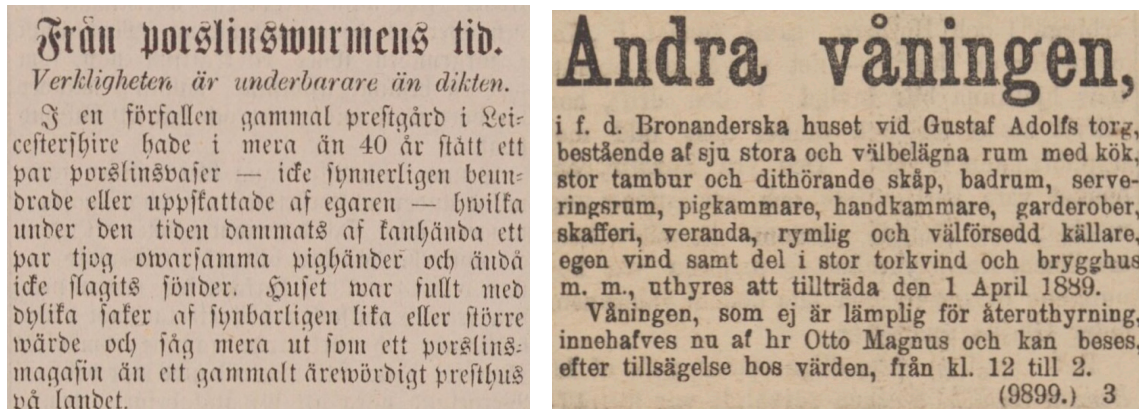 Från porslinswurmens tid.
Verkligheten är underbarare än dikten.
I en förfallen gammal prestgård i Lei-
cestershire hade i mera än 40 år stått ett
par porslinsvaser — icke synnerligen beun-
drade eller uppskattade af egaren — hwilka
under den tiden dammats af kanhända ett
par tjog owarsamma pighänder och ändå
icke slagits sönder. Huset war fullt med
dylika saker af synbarligen lika eller större
wärde och såg mera ut som ett porslins-
magasin än ett gammalt ärewördigt presthus
på landet.
Andra våningen,
i f. d. Bronanderska huset vid Gustaf Adolfs torg,
bestående af sju stora och välbelägna rum med kök,
stor tambur och dithörande skåp, badrum, serve-
ringsrum, pigkammare, handkammare, garderober,
skafferi, veranda, rymlig och välförsedd källare,
egen vind samt del i stor torkvind och brygghus
m. m., uthyres att tillträda den 1 April 1889.
Våningen, som ej är lämplig för återuthyrning,
innehafves nu af hr Otto Magnus och kan beses,
efter tillsägelse hos värden, från kl. 12 till 2.
(9899.) 3